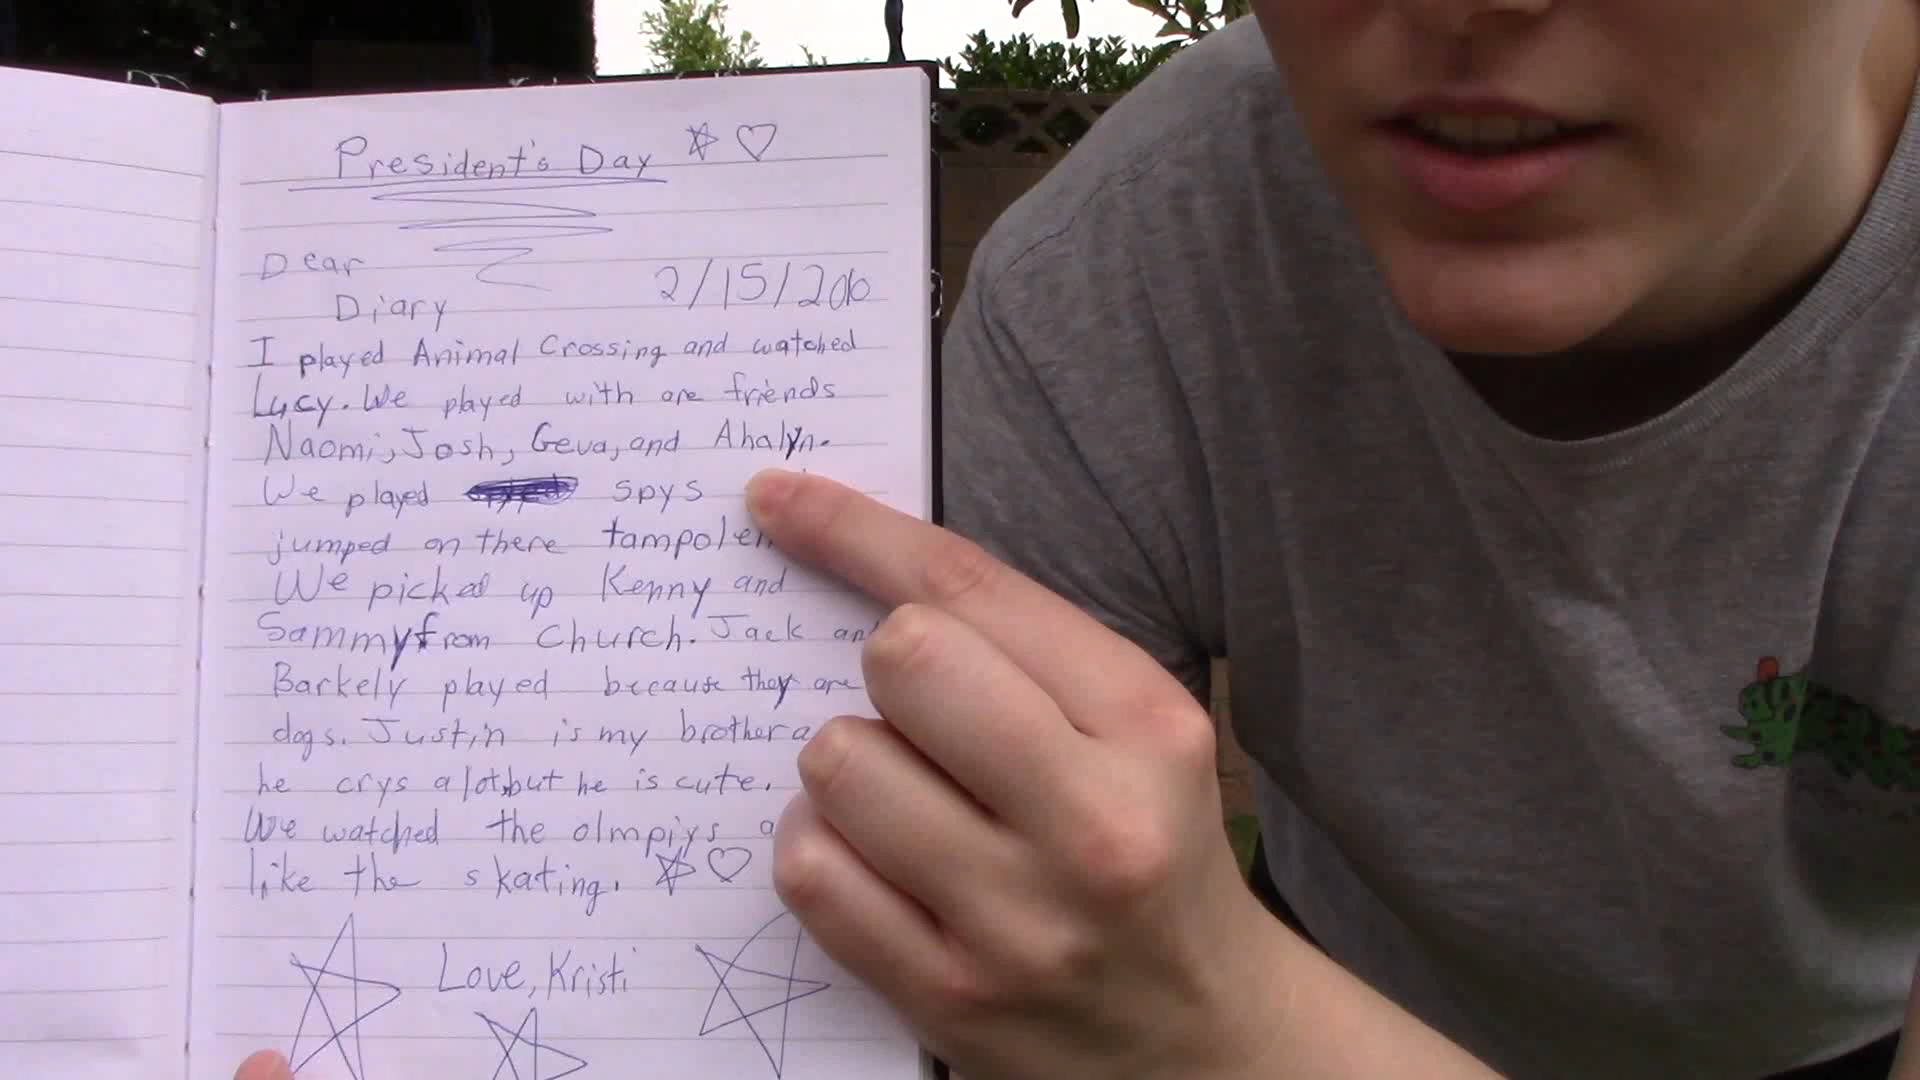 President's Day
Dear
Diary
2/15/2010
I played Animal Crossing and watched
Lucy. We played with are friends
Naomi, Josh, Geva, and Ahalyn.
We played spys
jumped on there tampolen
We picked up Kenny and
Sammy from Church. Jack and
Barkely played because they are
dogs. Justin is my brother a
he crys alot, but he is cute.
We watched the olmpiys a
like the skating.
Love, Kristi